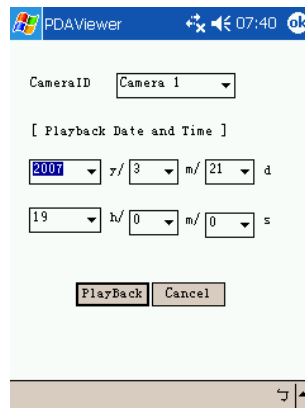 PDAViewer 07:40 ok
CameraID Camera 1
[ Playback Date and Time ]
2007 y/ 3 m/ 21 d
19 h/ 0 m/ 0 s
PlayBack Cancel